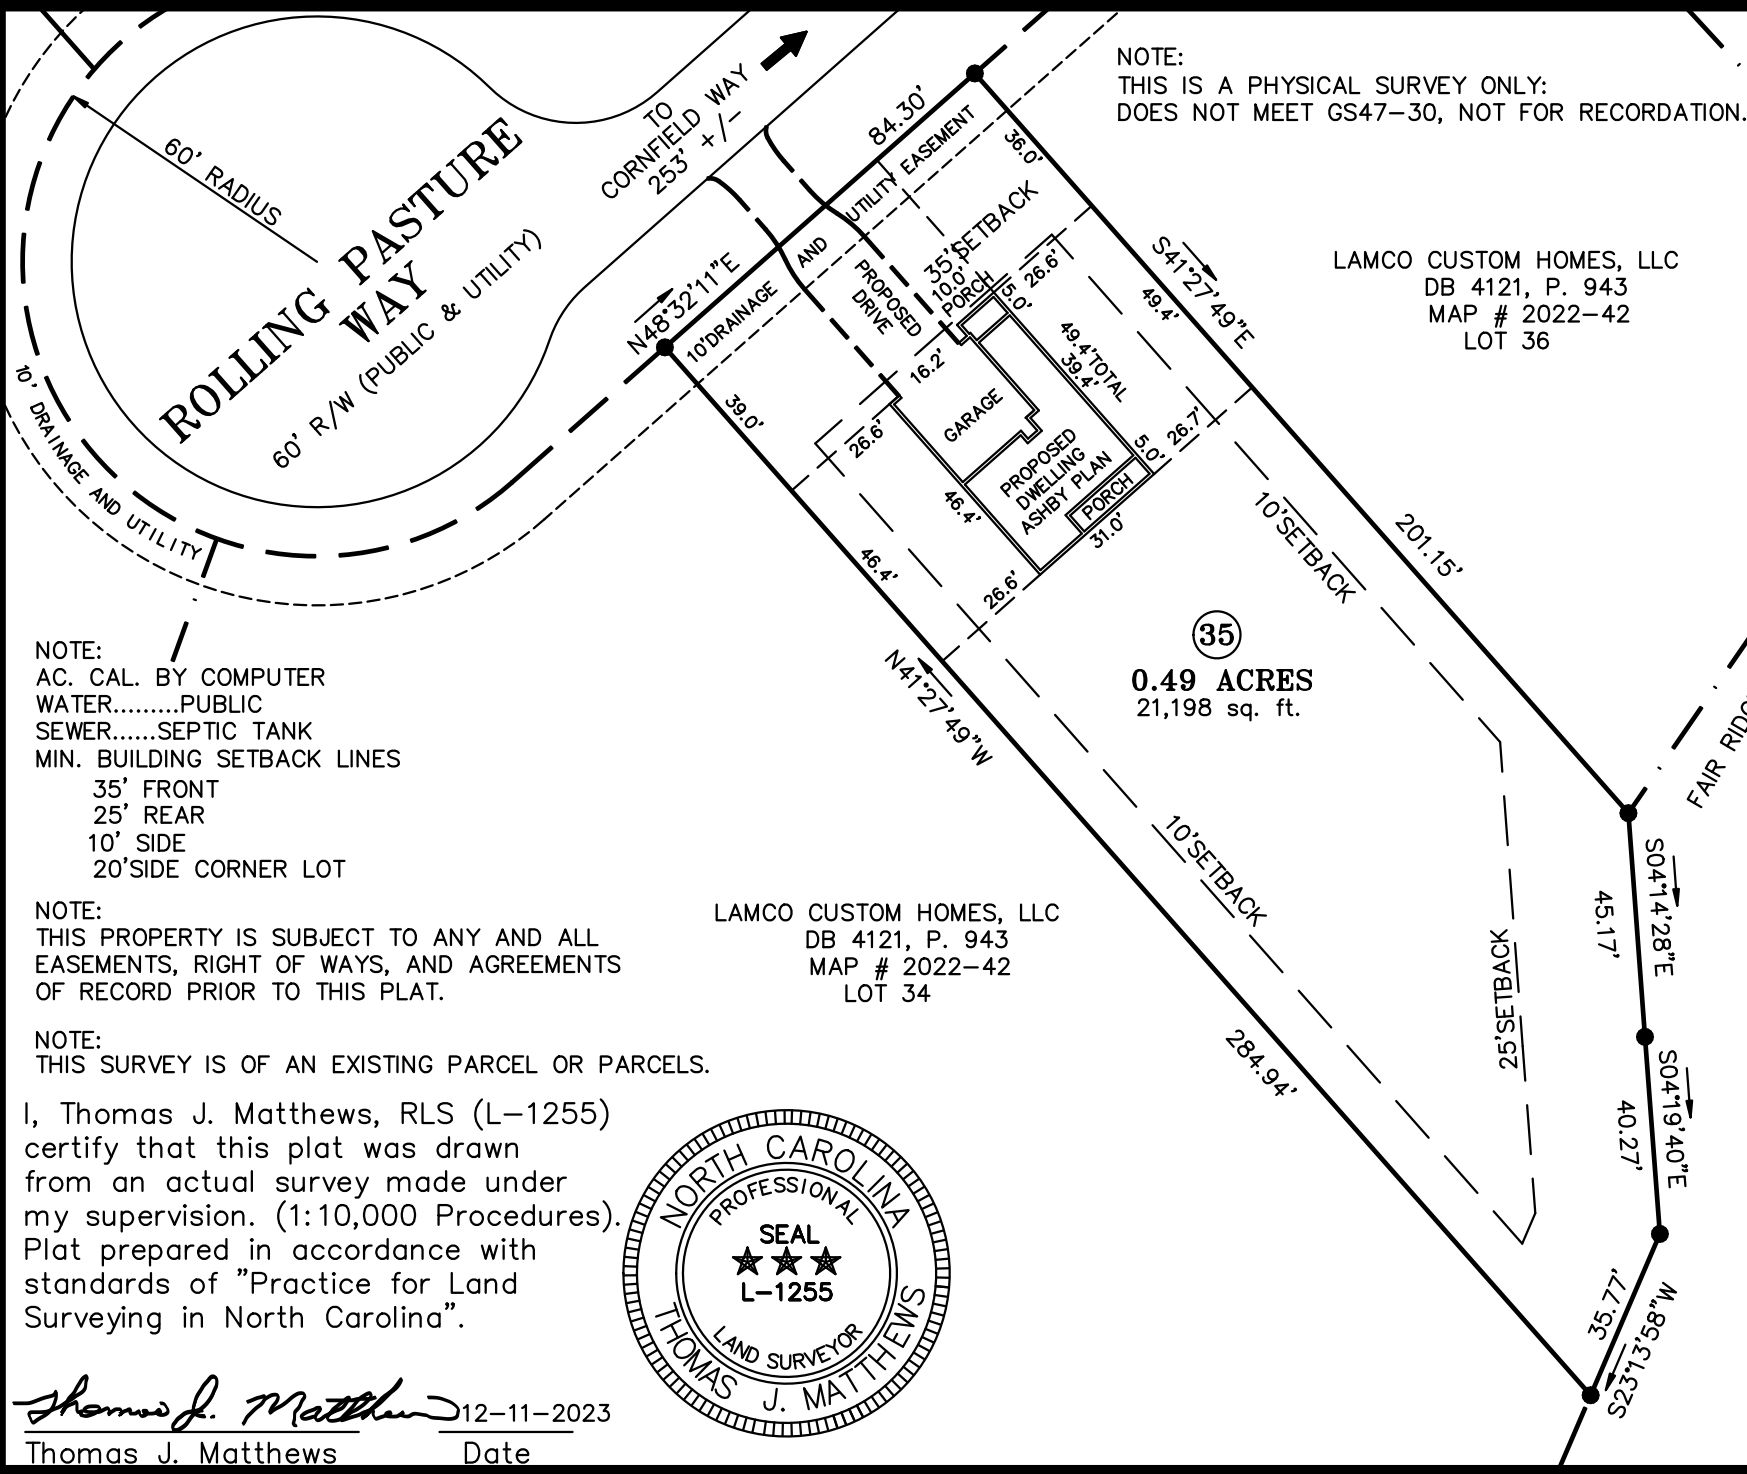 NOTE:
THIS IS A PHYSICAL SURVEY ONLY:
DOES NOT MEET GS47-30, NOT FOR RECORDATION.
60' RADIUS
ROLLING PASTURE
WAY
60' R/W (PUBLIC & UTILITY)
10' DRAINAGE AND UTILITY
TO
CORNFIELD WAY
253' +/-
84.30'
N48°32'11"E
10'DRAINAGE AND UTILITY EASEMENT
36.0'
35'SETBACK
S41°27'49"E
49.4'
201.15'
LAMCO CUSTOM HOMES, LLC
DB 4121, P. 943
MAP # 2022-42
LOT 36
PROPOSED
DRIVE
10.0'
PORCH
5.0'
26.6'
16.2'
49.4'TOTAL
39.4'
GARAGE
39.0'
26.6'
PROPOSED
DWELLING
ASHBY PLAN
5.0'
26.7'
PORCH
31.0'
46.4'
46.4'
26.6'
10'SETBACK
35
0.49 ACRES
21,198 sq. ft.
N41°27'49"W
10'SETBACK
25'SETBACK
284.94'
FAIR RIDG
S04°14'28"E
45.17'
S04°19'40"E
40.27'
35.77'
S23°13'58"W
NOTE:
AC. CAL. BY COMPUTER
WATER.........PUBLIC
SEWER......SEPTIC TANK
MIN. BUILDING SETBACK LINES
35' FRONT
25' REAR
10' SIDE
20'SIDE CORNER LOT
NOTE:
THIS PROPERTY IS SUBJECT TO ANY AND ALL
EASEMENTS, RIGHT OF WAYS, AND AGREEMENTS
OF RECORD PRIOR TO THIS PLAT.
NOTE:
THIS SURVEY IS OF AN EXISTING PARCEL OR PARCELS.
LAMCO CUSTOM HOMES, LLC
DB 4121, P. 943
MAP # 2022-42
LOT 34
I, Thomas J. Matthews, RLS (L-1255)
certify that this plat was drawn
from an actual survey made under
my supervision. (1:10,000 Procedures).
Plat prepared in accordance with
standards of "Practice for Land
Surveying in North Carolina".
Thomas J. Matthews 12-11-2023
Thomas J. Matthews Date
NORTH CAROLINA
PROFESSIONAL
SEAL
L-1255
LAND SURVEYOR
THOMAS J. MATTHEWS